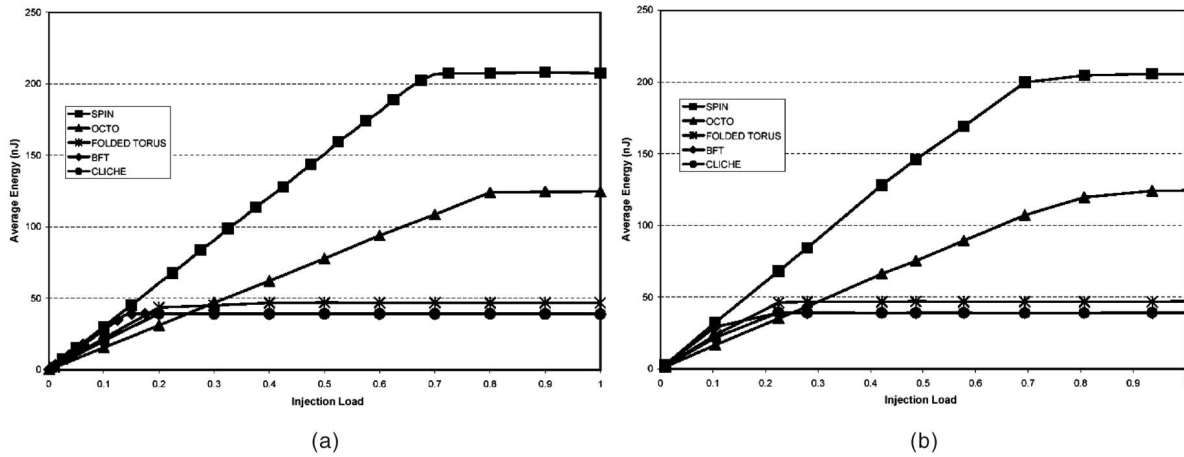 250
200
150
100
50
0
Average Energy (nJ)
SPIN
OCTO
FOLDED TORUS
BFT
CLICHE
0 0.1 0.2 0.3 0.4 0.5 0.6 0.7 0.8 0.9 1
Injection Load
(a)
250
200
150
100
50
0
Average Energy (nJ)
SPIN
OCTO
FOLDED TORUS
BFT
CLICHE
0 0.1 0.2 0.3 0.4 0.5 0.6 0.7 0.8 0.9 1
Injection Load
(b)